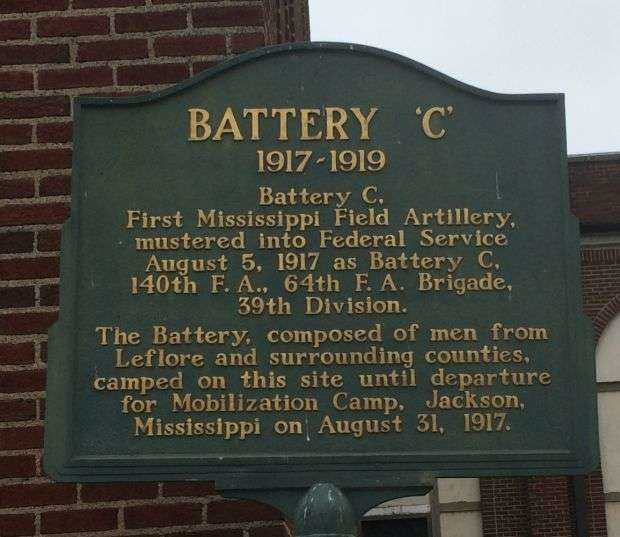 BATTERY 'C'
1917-1919
Battery C,
First Mississippi Field Artillery,
mustered into Federal Service
August 5, 1917 as Battery C,
140th F. A., 64th F. A. Brigade,
39th Division.
The Battery, composed of men from
Leflore and surrounding counties,
camped on this site until departure
for Mobilization Camp, Jackson,
Mississippi on August 31, 1917.